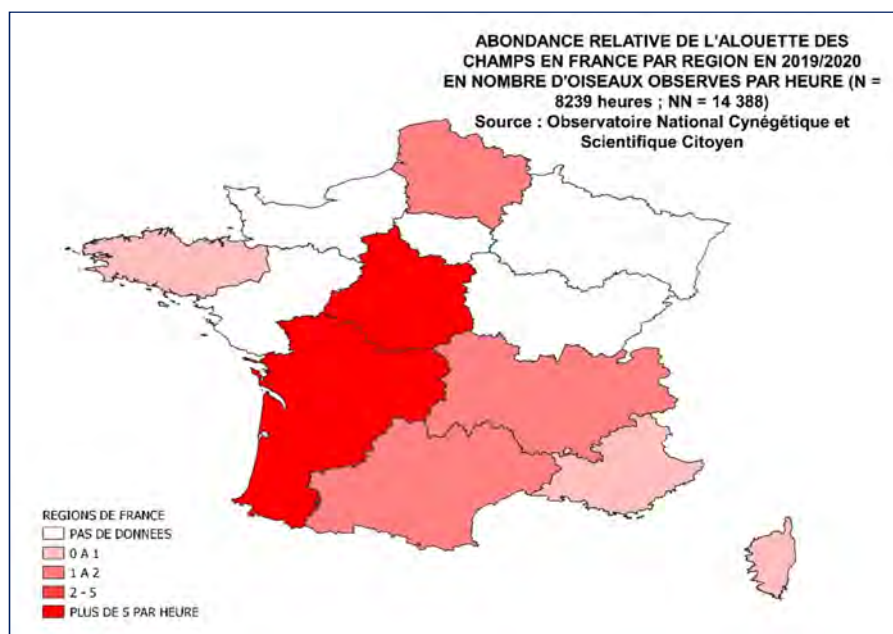 ABONDANCE RELATIVE DE L'ALOUETTE DES
CHAMPS EN FRANCE PAR REGION EN 2019/2020
EN NOMBRE D'OISEAUX OBSERVES PAR HEURE (N =
8239 heures ; NN = 14 388)
Source : Observatoire National Cynégétique et
Scientifique Citoyen
REGIONS DE FRANCE
PAS DE DONNEES
0 A 1
1 A 2
2 - 5
PLUS DE 5 PAR HEURE